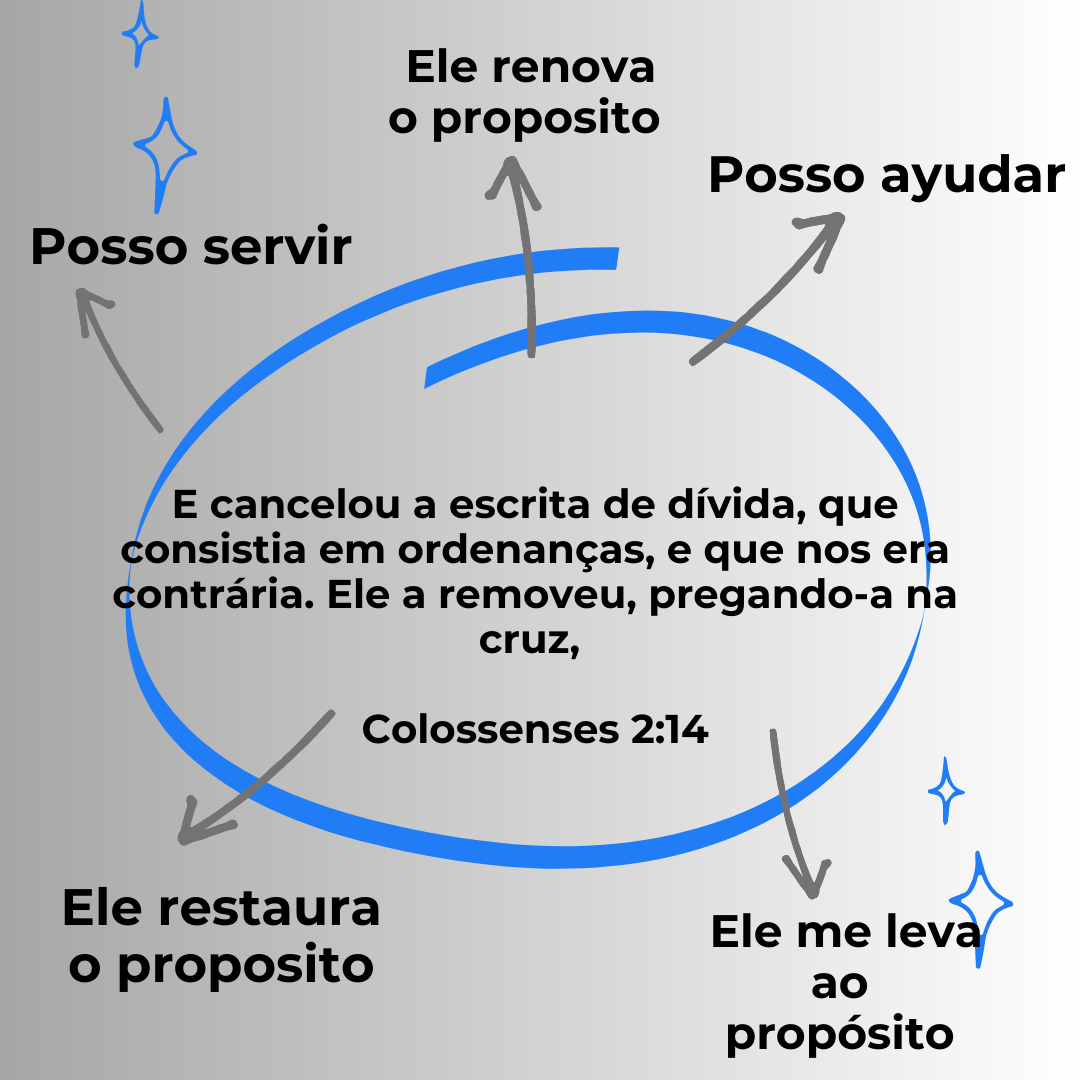 Ele renova
o proposito
Posso ayudar
Posso servir
E cancelou a escrita de dívida, que
consistia em ordenanças, e que nos era
contrária. Ele a removeu, pregando-a na
cruz,
Colossenses 2:14
Ele restaura
o proposito
Ele me leva
ao
propósito